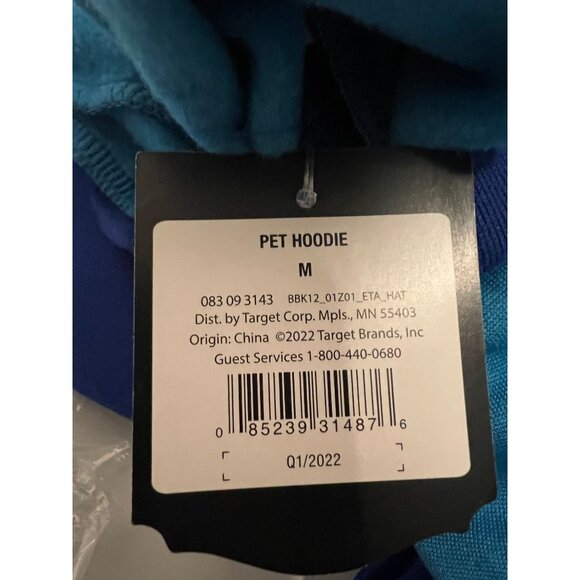 PET HOODIE
M
083 09 3143 BBK12_01Z01_ETA_HAT
Dist. by Target Corp. Mpls., MN 55403
Origin: China ©2022 Target Brands, Inc
Guest Services 1-800-440-0680
0 85239 31487 6
Q1/2022